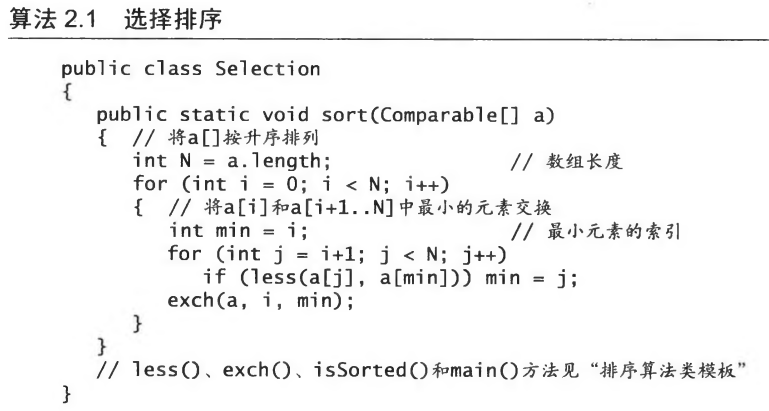 算法 2.1 选择排序
public class Selection
{
   public static void sort(Comparable[] a)
   {  // 将a[]按升序排列
      int N = a.length;               // 数组长度
      for (int i = 0; i < N; i++)
      {  // 将a[i]和a[i+1..N]中最小的元素交换
         int min = i;                 // 最小元素的索引
         for (int j = i+1; j < N; j++)
            if (less(a[j], a[min])) min = j;
         exch(a, i, min);
      }
   }
   // less()、exch()、isSorted()和main()方法见“排序算法类模板”
}